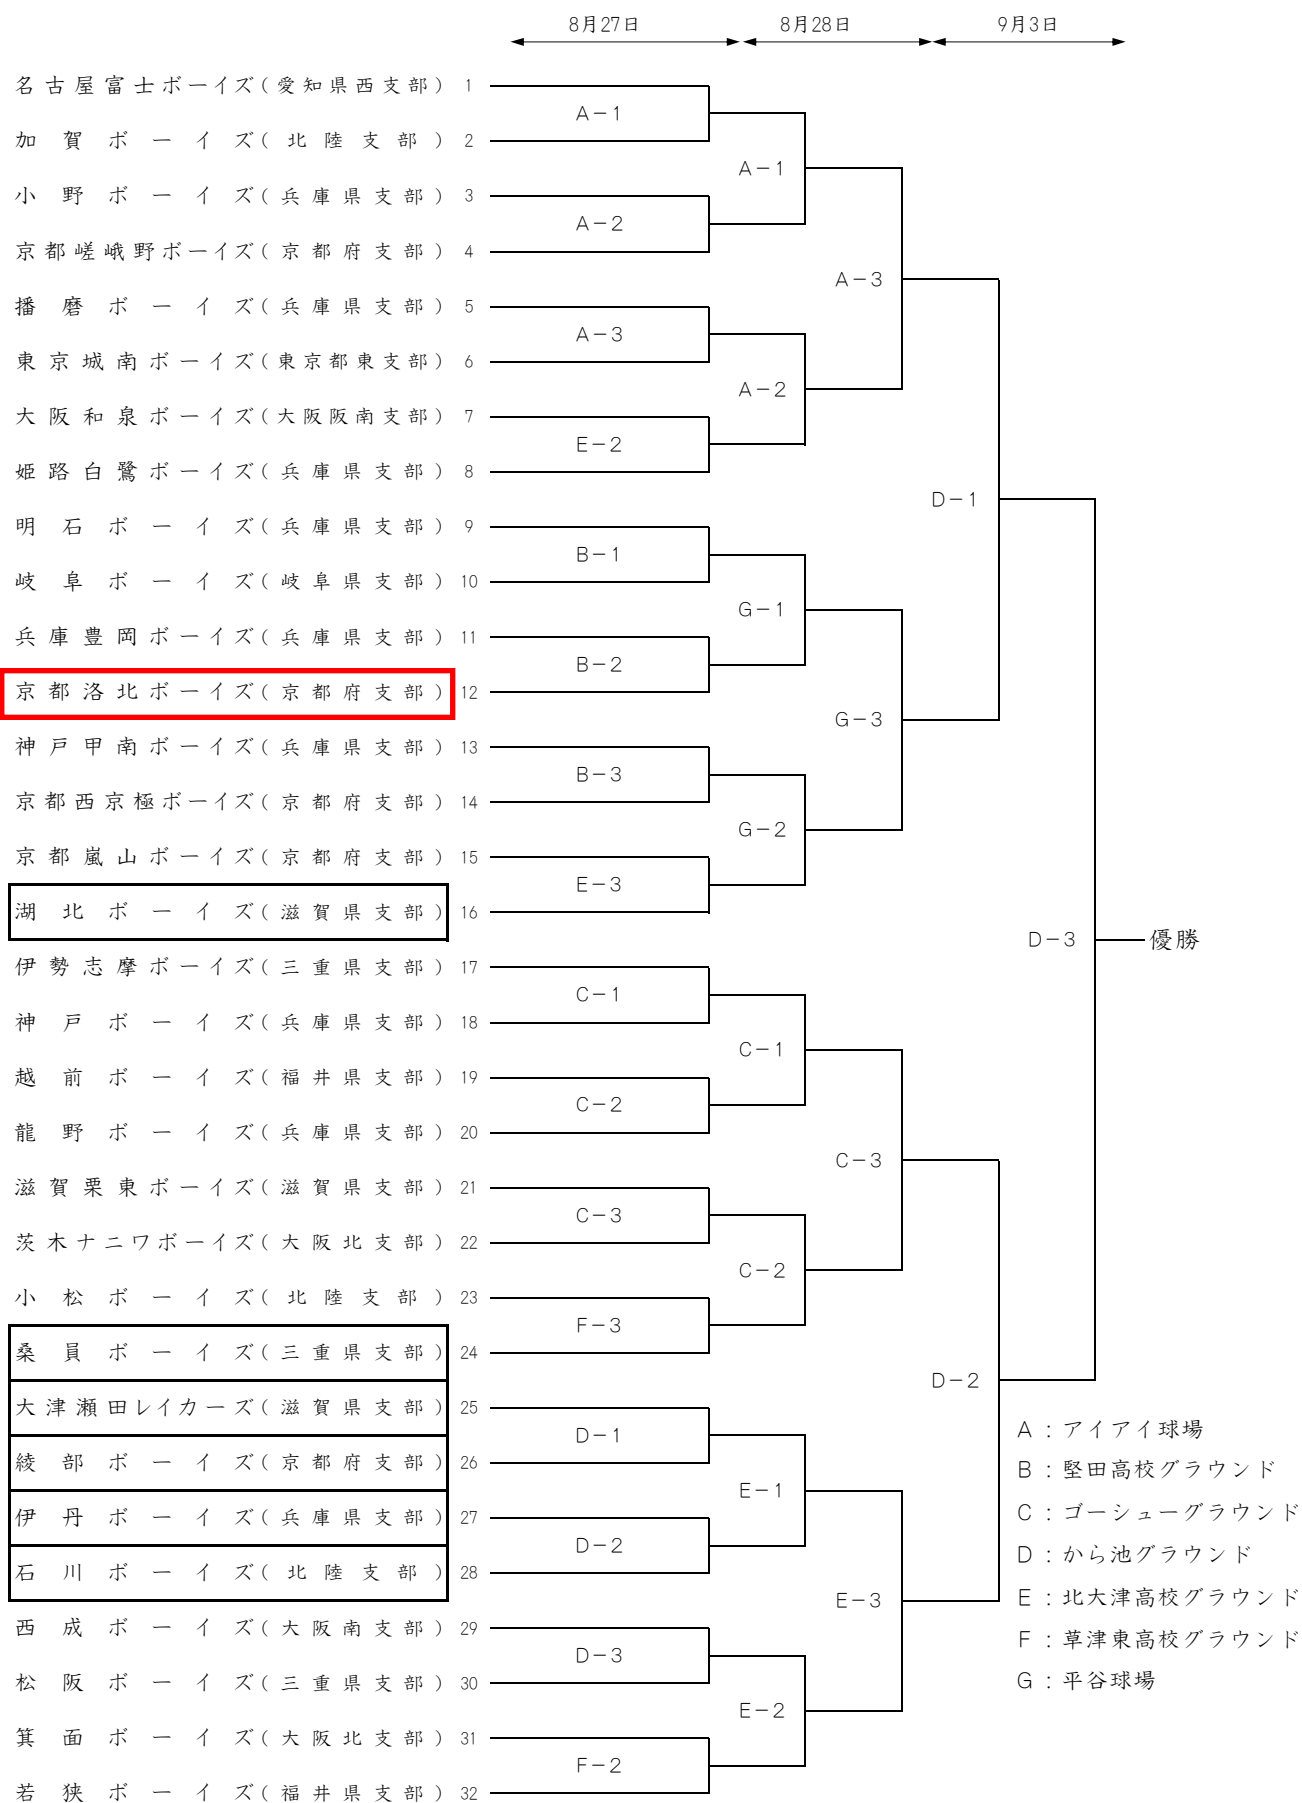 8月27日 8月28日 9月3日
名古屋富士ボーイズ(愛知県西支部) 1
A-1
加賀ボーイズ(北陸支部) 2
A-1
小野ボーイズ(兵庫県支部) 3
A-2
京都嵯峨野ボーイズ(京都府支部) 4
A-3
播磨ボーイズ(兵庫県支部) 5
A-3
東京城南ボーイズ(東京都東支部) 6
A-2
大阪和泉ボーイズ(大阪阪南支部) 7
E-2
姫路白鷺ボーイズ(兵庫県支部) 8
D-1
明石ボーイズ(兵庫県支部) 9
B-1
岐阜ボーイズ(岐阜県支部) 10
G-1
兵庫豊岡ボーイズ(兵庫県支部) 11
B-2
京都洛北ボーイズ(京都府支部) 12
G-3
神戸甲南ボーイズ(兵庫県支部) 13
B-3
京都西京極ボーイズ(京都府支部) 14
G-2
京都嵐山ボーイズ(京都府支部) 15
E-3
湖北ボーイズ(滋賀県支部) 16
D-3 優勝
伊勢志摩ボーイズ(三重県支部) 17
C-1
神戸ボーイズ(兵庫県支部) 18
C-1
越前ボーイズ(福井県支部) 19
C-2
龍野ボーイズ(兵庫県支部) 20
C-3
滋賀栗東ボーイズ(滋賀県支部) 21
C-3
茨木ナニワボーイズ(大阪北支部) 22
C-2
小松ボーイズ(北陸支部) 23
F-3
桑員ボーイズ(三重県支部) 24
D-2
大津瀬田レイカーズ(滋賀県支部) 25
D-1
綾部ボーイズ(京都府支部) 26
E-1
伊丹ボーイズ(兵庫県支部) 27
D-2
石川ボーイズ(北陸支部) 28
E-3
西成ボーイズ(大阪南支部) 29
D-3
松阪ボーイズ(三重県支部) 30
E-2
箕面ボーイズ(大阪北支部) 31
F-2
若狭ボーイズ(福井県支部) 32
A：アイアイ球場
B：堅田高校グラウンド
C：ゴーシューグラウンド
D：から池グラウンド
E：北大津高校グラウンド
F：草津東高校グラウンド
G：平谷球場